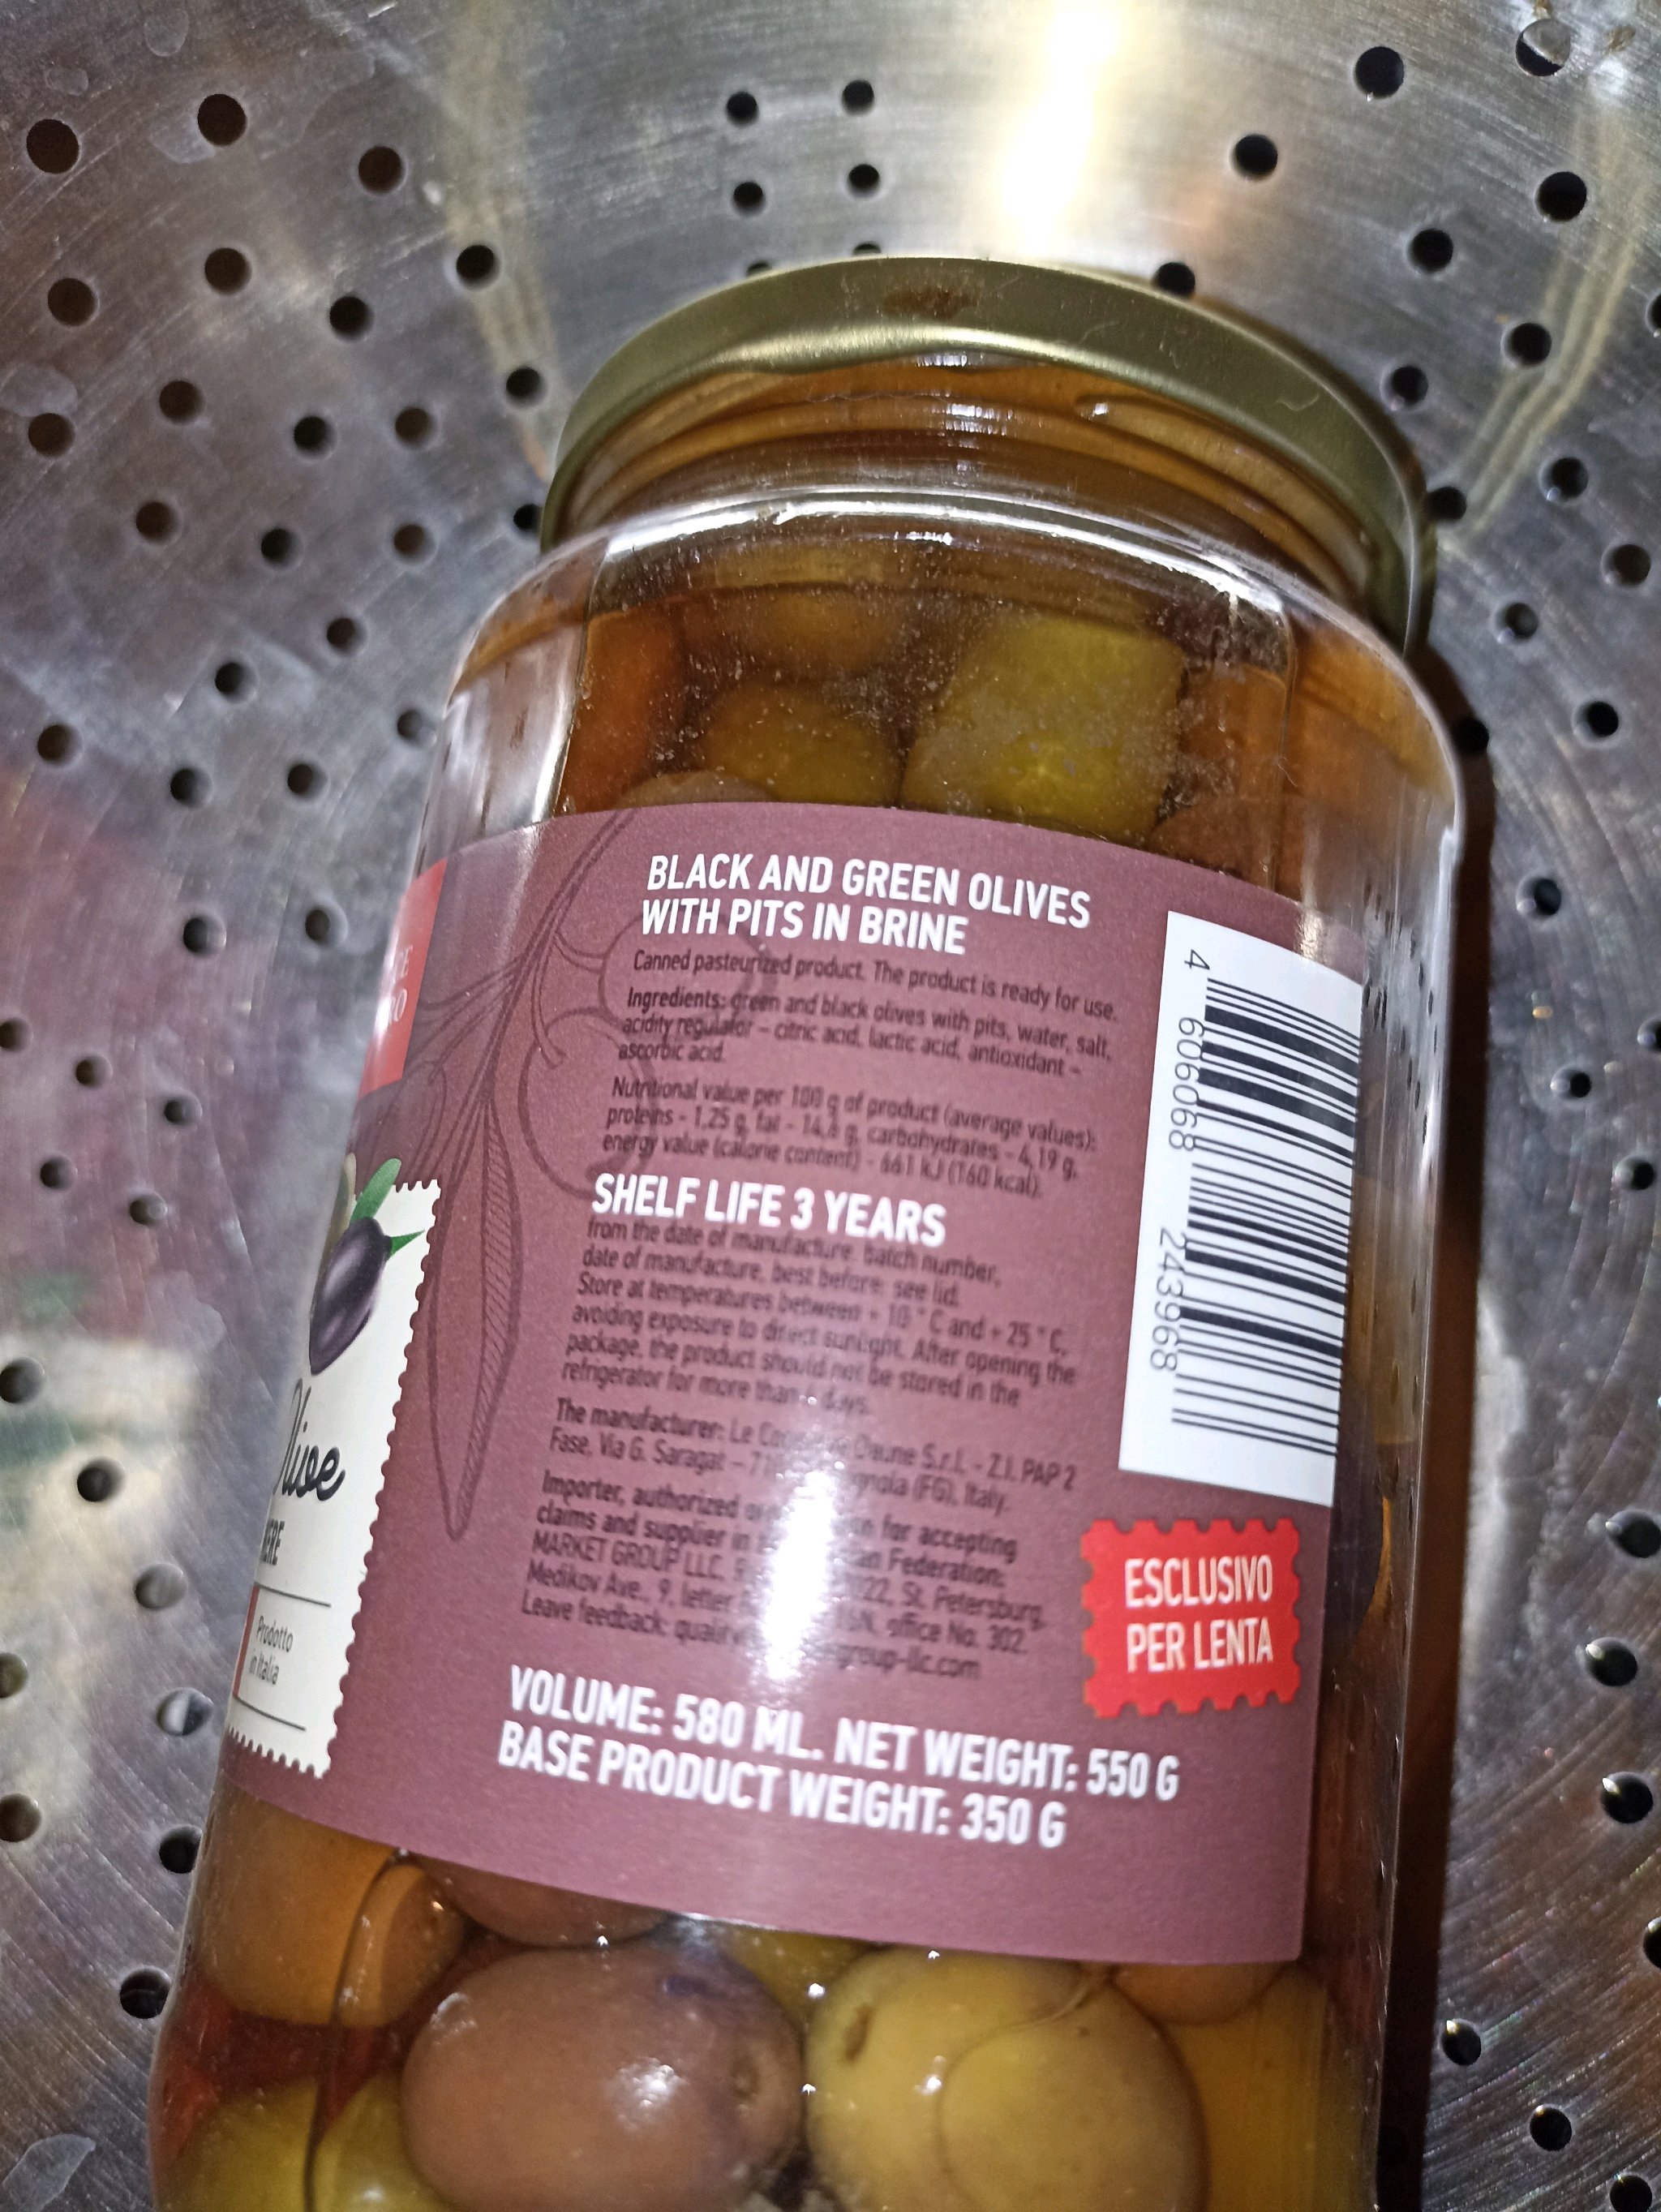 BLACK AND GREEN OLIVES
WITH PITS IN BRINE
Canned pasteurized product. The product is ready for use.
Ingredients: green and black olives with pits, water, salt,
acidity regulator – citric acid, lactic acid, antioxidant –
ascorbic acid.
Nutritional value per 100 g of product (average values):
proteins - 1,25 g, fat - 14,8 g, carbohydrates - 4,19 g,
energy value (calorie content) - 661 kJ (160 kcal).
SHELF LIFE 3 YEARS
from the date of manufacture, batch number,
date of manufacture, best before: see lid.
Store at temperatures between + 10 ° C and + 25 ° C,
avoiding exposure to direct sunlight. After opening the
package, the product should not be stored in the
refrigerator for more than days.
The manufacturer: Le Daune S.r.l. - Z.I. PAP 2
Fase, Via G. Saragat – (FG), Italy.
Importer, authorized for accepting
claims and supplier in Federation:
MARKET GROUP LLC, St. Petersburg,
Medikov Ave., 9, letter office No. 302.
Leave feedback:
VOLUME: 580 ML. NET WEIGHT: 550 G
BASE PRODUCT WEIGHT: 350 G
4 606068 243968
ESCLUSIVO
PER LENTA
Prodotto
in Italia